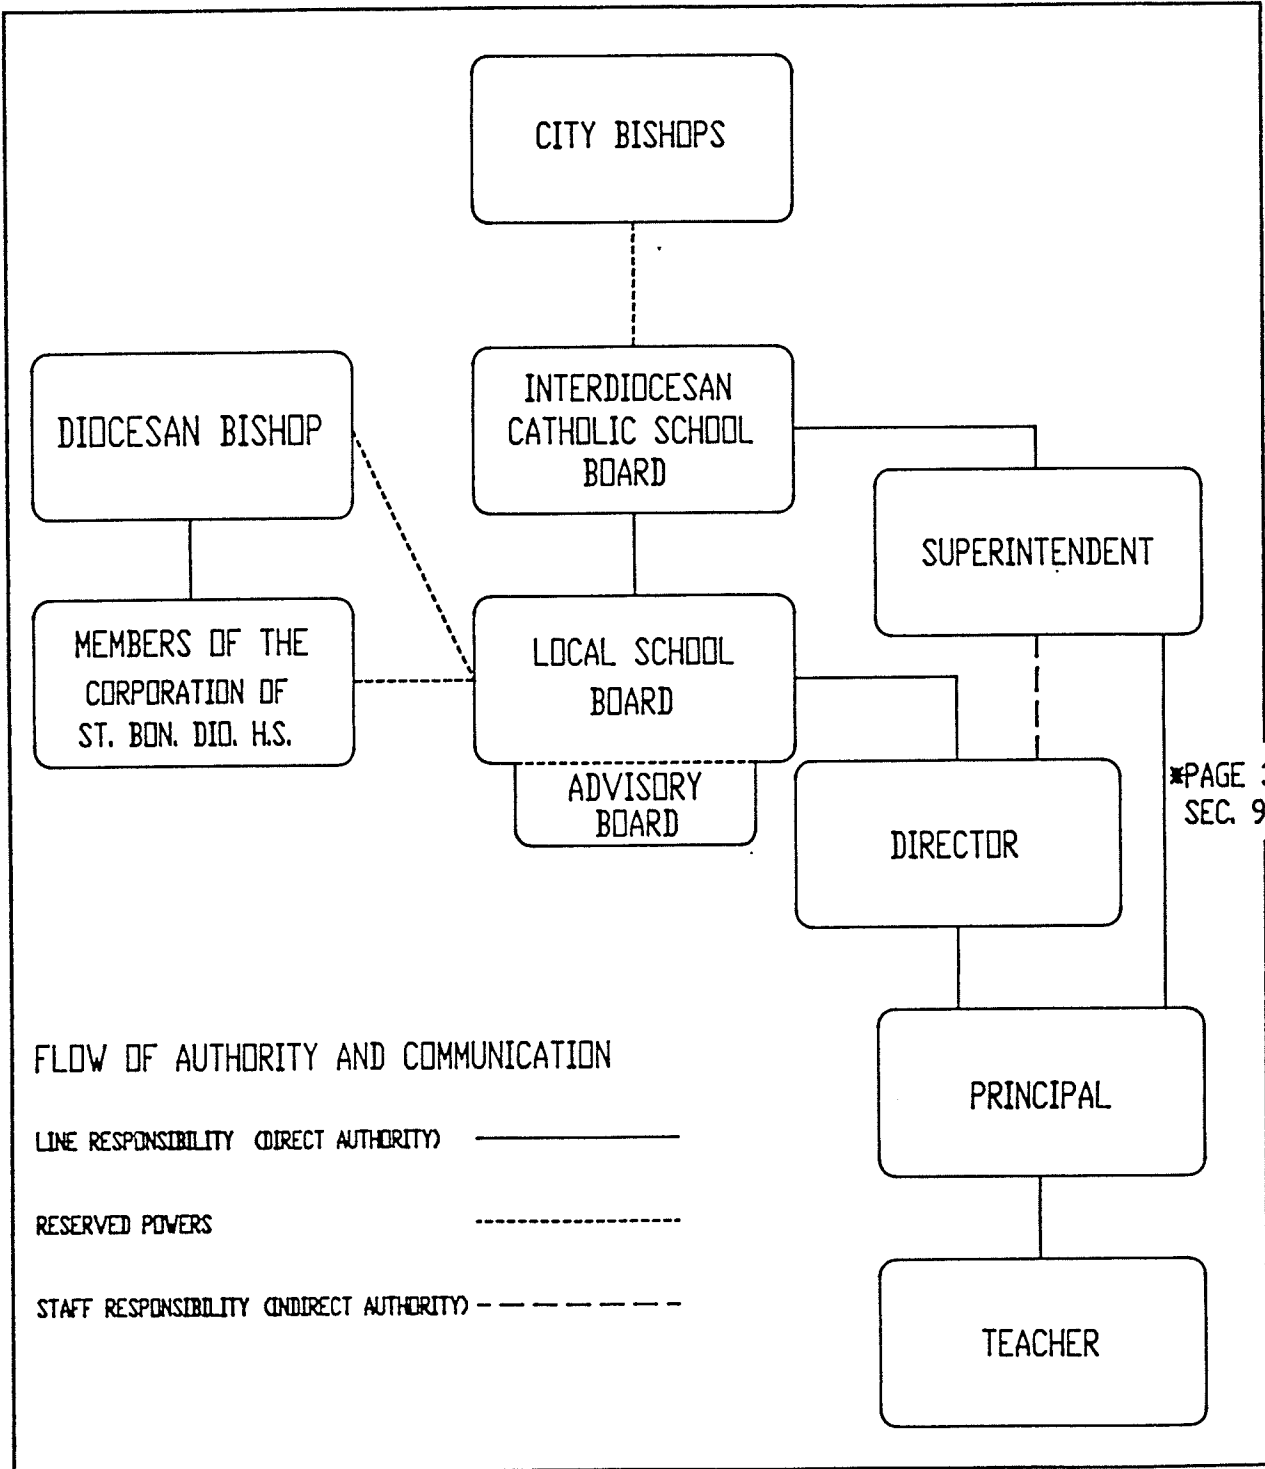 CITY BISHOPS
INTERDIOCESAN
CATHOLIC SCHOOL
BOARD
DIOCESAN BISHOP
SUPERINTENDENT
MEMBERS OF THE
CORPORATION OF
ST. BON. DIO. H.S.
LOCAL SCHOOL
BOARD
ADVISORY
BOARD
*PAGE
SEC. 9
DIRECTOR
FLOW OF AUTHORITY AND COMMUNICATION
PRINCIPAL
LINE RESPONSIBILITY (DIRECT AUTHORITY)
RESERVED POWERS
STAFF RESPONSIBILITY (INDIRECT AUTHORITY)
TEACHER